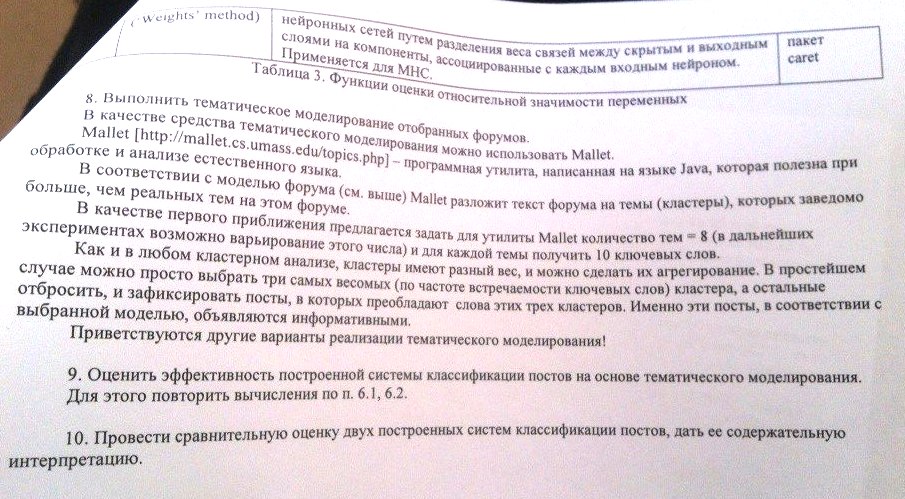 ('Weights' method)
нейронных сетей путем разделения веса связей между скрытым и выходным
слоями на компоненты, ассоциированные с каждым входным нейроном.
Применяется для МНС.
пакет
caret
Таблица 3. Функции оценки относительной значимости переменных
8. Выполнить тематическое моделирование отобранных форумов.
В качестве средства тематического моделирования можно использовать Mallet.
Mallet [http://mallet.cs.umass.edu/topics.php] – программная утилита, написанная на языке Java, которая полезна при
обработке и анализе естественного языка.
В соответствии с моделью форума (см. выше) Mallet разложит текст форума на темы (кластеры), которых заведомо
больше, чем реальных тем на этом форуме.
В качестве первого приближения предлагается задать для утилиты Mallet количество тем = 8 (в дальнейших
экспериментах возможно варьирование этого числа) и для каждой темы получить 10 ключевых слов.
Как и в любом кластерном анализе, кластеры имеют разный вес, и можно сделать их агрегирование. В простейшем
случае можно просто выбрать три самых весомых (по частоте встречаемости ключевых слов) кластера, а остальные
отбросить, и зафиксировать посты, в которых преобладают слова этих трех кластеров. Именно эти посты, в соответствии с
выбранной моделью, объявляются информативными.
Приветствуются другие варианты реализации тематического моделирования!
9. Оценить эффективность построенной системы классификации постов на основе тематического моделирования.
Для этого повторить вычисления по п. 6.1, 6.2.
10. Провести сравнительную оценку двух построенных систем классификации постов, дать ее содержательную
интерпретацию.